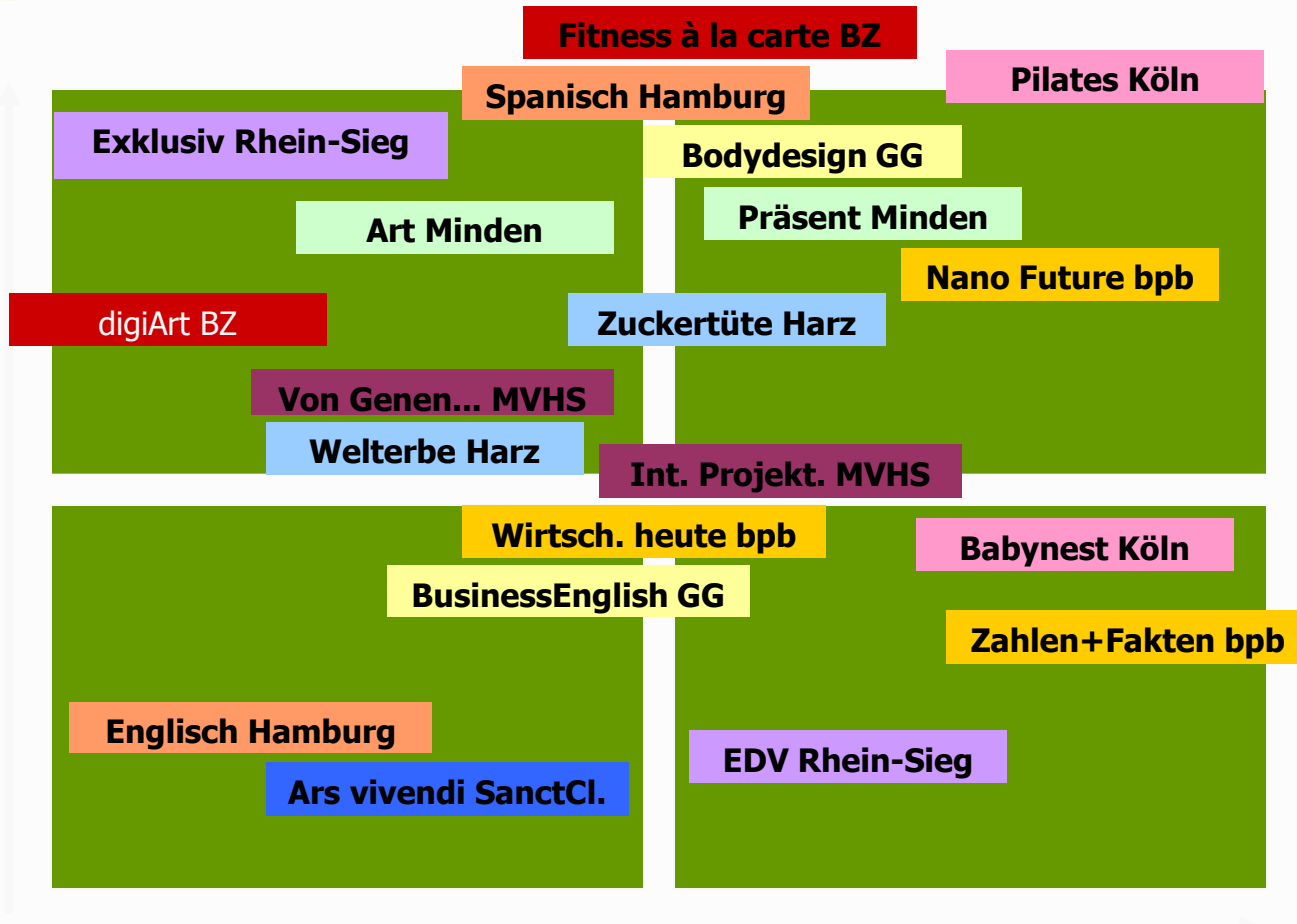 Fitness à la carte BZ
Pilates Köln
Spanisch Hamburg
Exklusiv Rhein-Sieg
Bodydesign GG
Art Minden
Präsent Minden
Nano Future bpb
digiArt BZ
Zuckertüte Harz
Von Genen... MVHS
Welterbe Harz
Int. Projekt. MVHS
Wirtsch. heute bpb
Babynest Köln
BusinessEnglish GG
Zahlen+Fakten bpb
Englisch Hamburg
EDV Rhein-Sieg
Ars vivendi SanctCl.